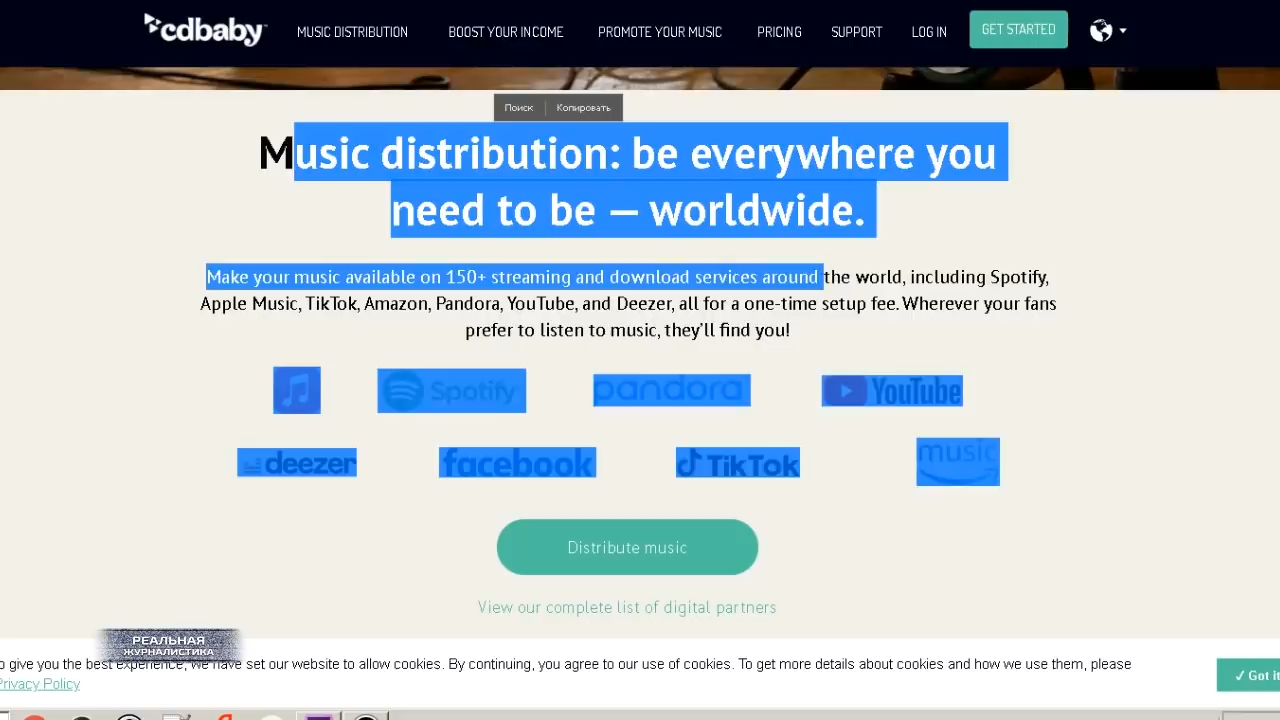 cdbaby
MUSIC DISTRIBUTION BOOST YOUR INCOME PROMOTE YOUR MUSIC PRICING SUPPORT LOG IN GET STARTED
Поиск Копировать
Music distribution: be everywhere you
need to be — worldwide.
Make your music available on 150+ streaming and download services around the world, including Spotify,
Apple Music, TikTok, Amazon, Pandora, YouTube, and Deezer, all for a one-time setup fee. Wherever your fans
prefer to listen to music, they’ll find you!
Spotify pandora YouTube
deezer facebook TikTok music
Distribute music
View our complete list of digital partners
РЕАЛЬНАЯ
ЖУРНАЛИСТИКА
o give you the best experience, we have set our website to allow cookies. By continuing, you agree to our use of cookies. To get more details about cookies and how we use them, please
Privacy Policy
✓ Got it